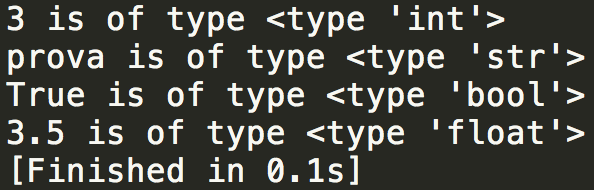 3 is of type <type 'int'>
prova is of type <type 'str'>
True is of type <type 'bool'>
3.5 is of type <type 'float'>
[Finished in 0.1s]